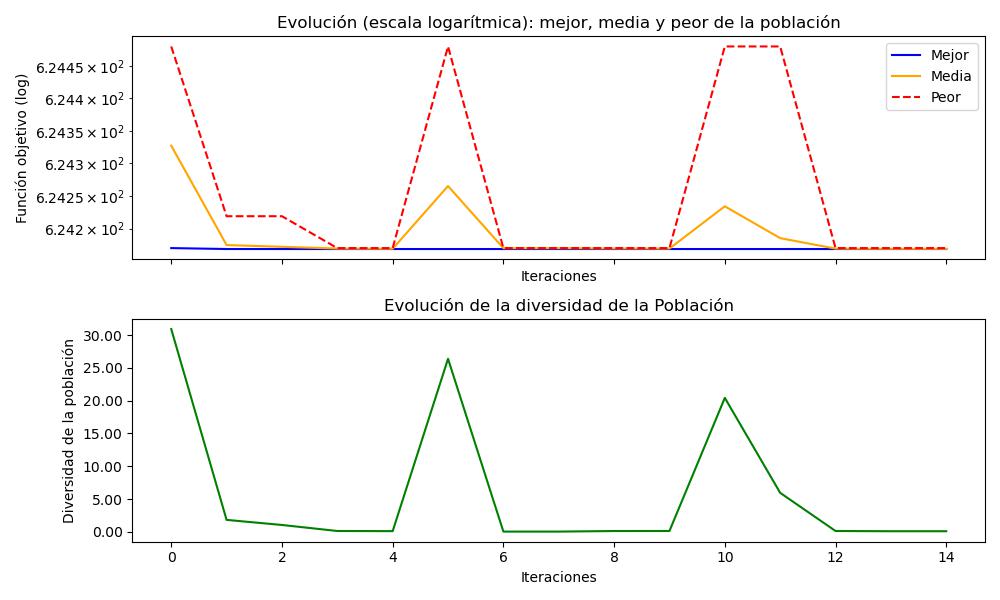 Evolución (escala logarítmica): mejor, media y peor de la población
Función objetivo (log)
6.2445 × 10²
6.244 × 10²
6.2435 × 10²
6.243 × 10²
6.2425 × 10²
6.242 × 10²
Mejor
Media
Peor
Iteraciones
Evolución de la diversidad de la Población
Diversidad de la población
30.00
25.00
20.00
15.00
10.00
5.00
0.00
0 2 4 6 8 10 12 14
Iteraciones